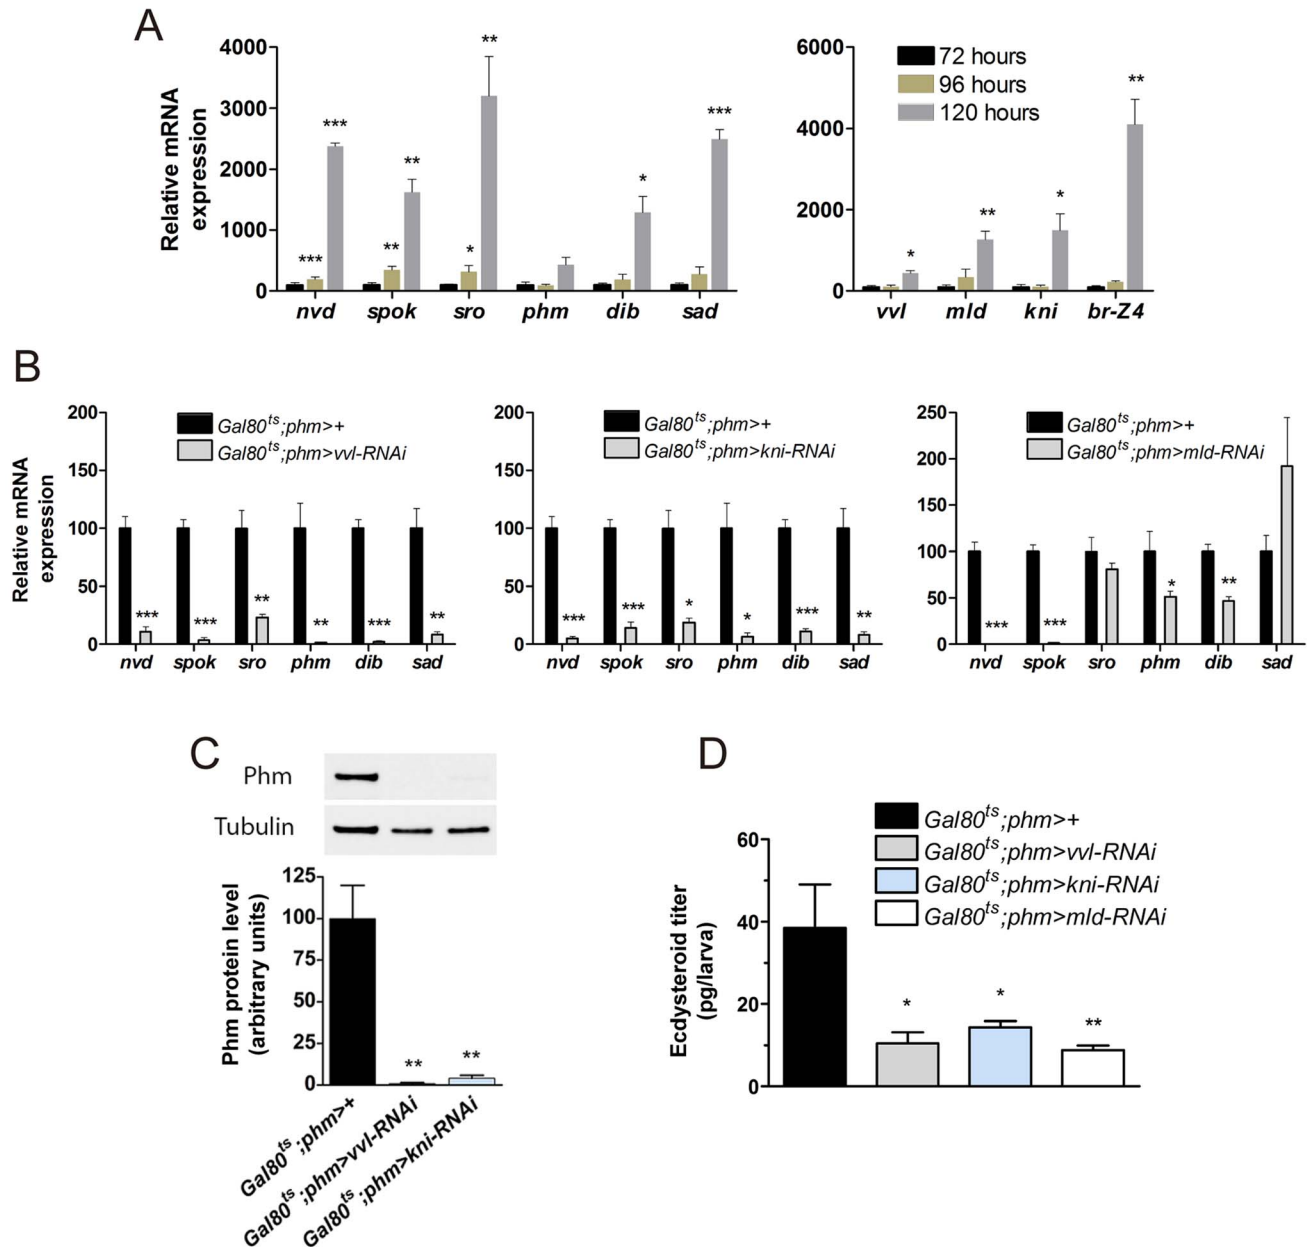 A
Relative mRNA
expression
4000
3000
2000
1000
0
***
***
**
**
*
**
*
***
nvd spok sro phm dib sad
6000
4000
2000
0
72 hours
96 hours
120 hours
*
**
*
**
vvl mld kni br-Z4
B
Relative mRNA
expression
200
150
100
50
0
Gal80ts;phm>+
Gal80ts;phm>vvl-RNAi
*** *** ** ** *** **
nvd spok sro phm dib sad
200
150
100
50
0
Gal80ts;phm>+
Gal80ts;phm>kni-RNAi
*** *** * * *** **
nvd spok sro phm dib sad
250
200
150
100
50
0
Gal80ts;phm>+
Gal80ts;phm>mld-RNAi
*** *** * **
nvd spok sro phm dib sad
C
Phm
Tubulin
Phm protein level
(arbitrary units)
125
100
75
50
25
0
** **
Gal80ts;phm>+
Gal80ts;phm>vvl-RNAi
Gal80ts;phm>kni-RNAi
D
Ecdysteroid titer
(pg/larva)
60
40
20
0
Gal80ts;phm>+
Gal80ts;phm>vvl-RNAi
Gal80ts;phm>kni-RNAi
Gal80ts;phm>mld-RNAi
* * **